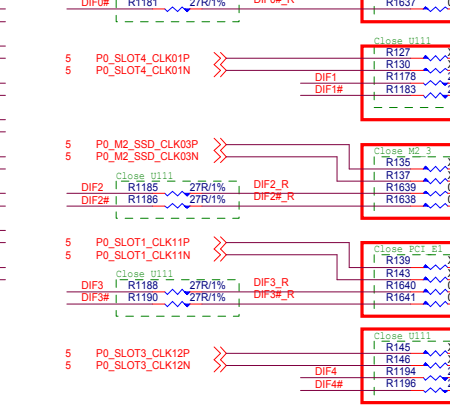 DIF0# R1181 27R/1% DIF0#_R R1637
Close U111
5 P0_SLOT4_CLK01P R127
5 P0_SLOT4_CLK01N R130
DIF1 R1178
DIF1# R1183
5 P0_M2_SSD_CLK03P Close M2_3
5 P0_M2_SSD_CLK03N R135
Close U111 R137
DIF2 R1185 27R/1% DIF2_R R1639
DIF2# R1186 27R/1% DIF2#_R R1638
5 P0_SLOT1_CLK11P Close PCI_E1
5 P0_SLOT1_CLK11N R139
Close U111 R143
DIF3 R1188 27R/1% DIF3_R R1640
DIF3# R1190 27R/1% DIF3#_R R1641
Close U111
5 P0_SLOT3_CLK12P R145
5 P0_SLOT3_CLK12N R146
DIF4 R1194
DIF4# R1196